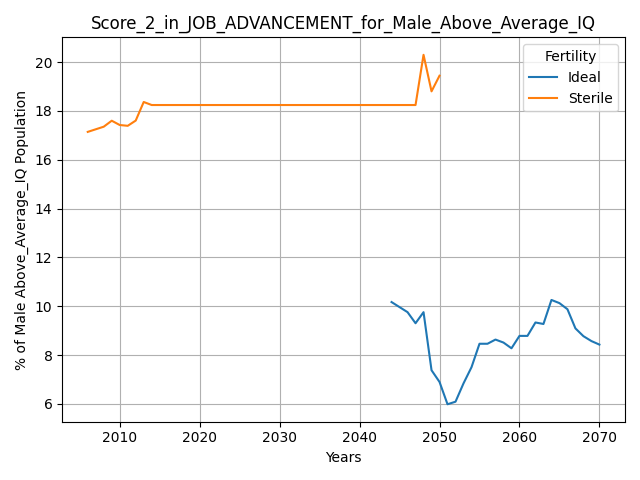 Score_2_in_JOB_ADVANCEMENT_for_Male_Above_Average_IQ
Fertility
Ideal
Sterile
% of Male Above_Average_IQ Population
20
18
16
14
12
10
8
6
2010 2020 2030 2040 2050 2060 2070
Years